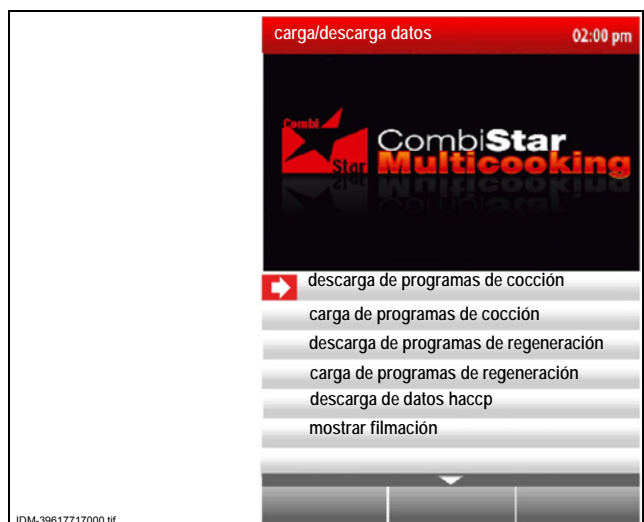 carga/descarga datos 02:00 pm
Combi
Star
CombiStar
Multicooking
descarga de programas de cocción
carga de programas de cocción
descarga de programas de regeneración
carga de programas de regeneración
descarga de datos haccp
mostrar filmación
IDM-39617717000.tif